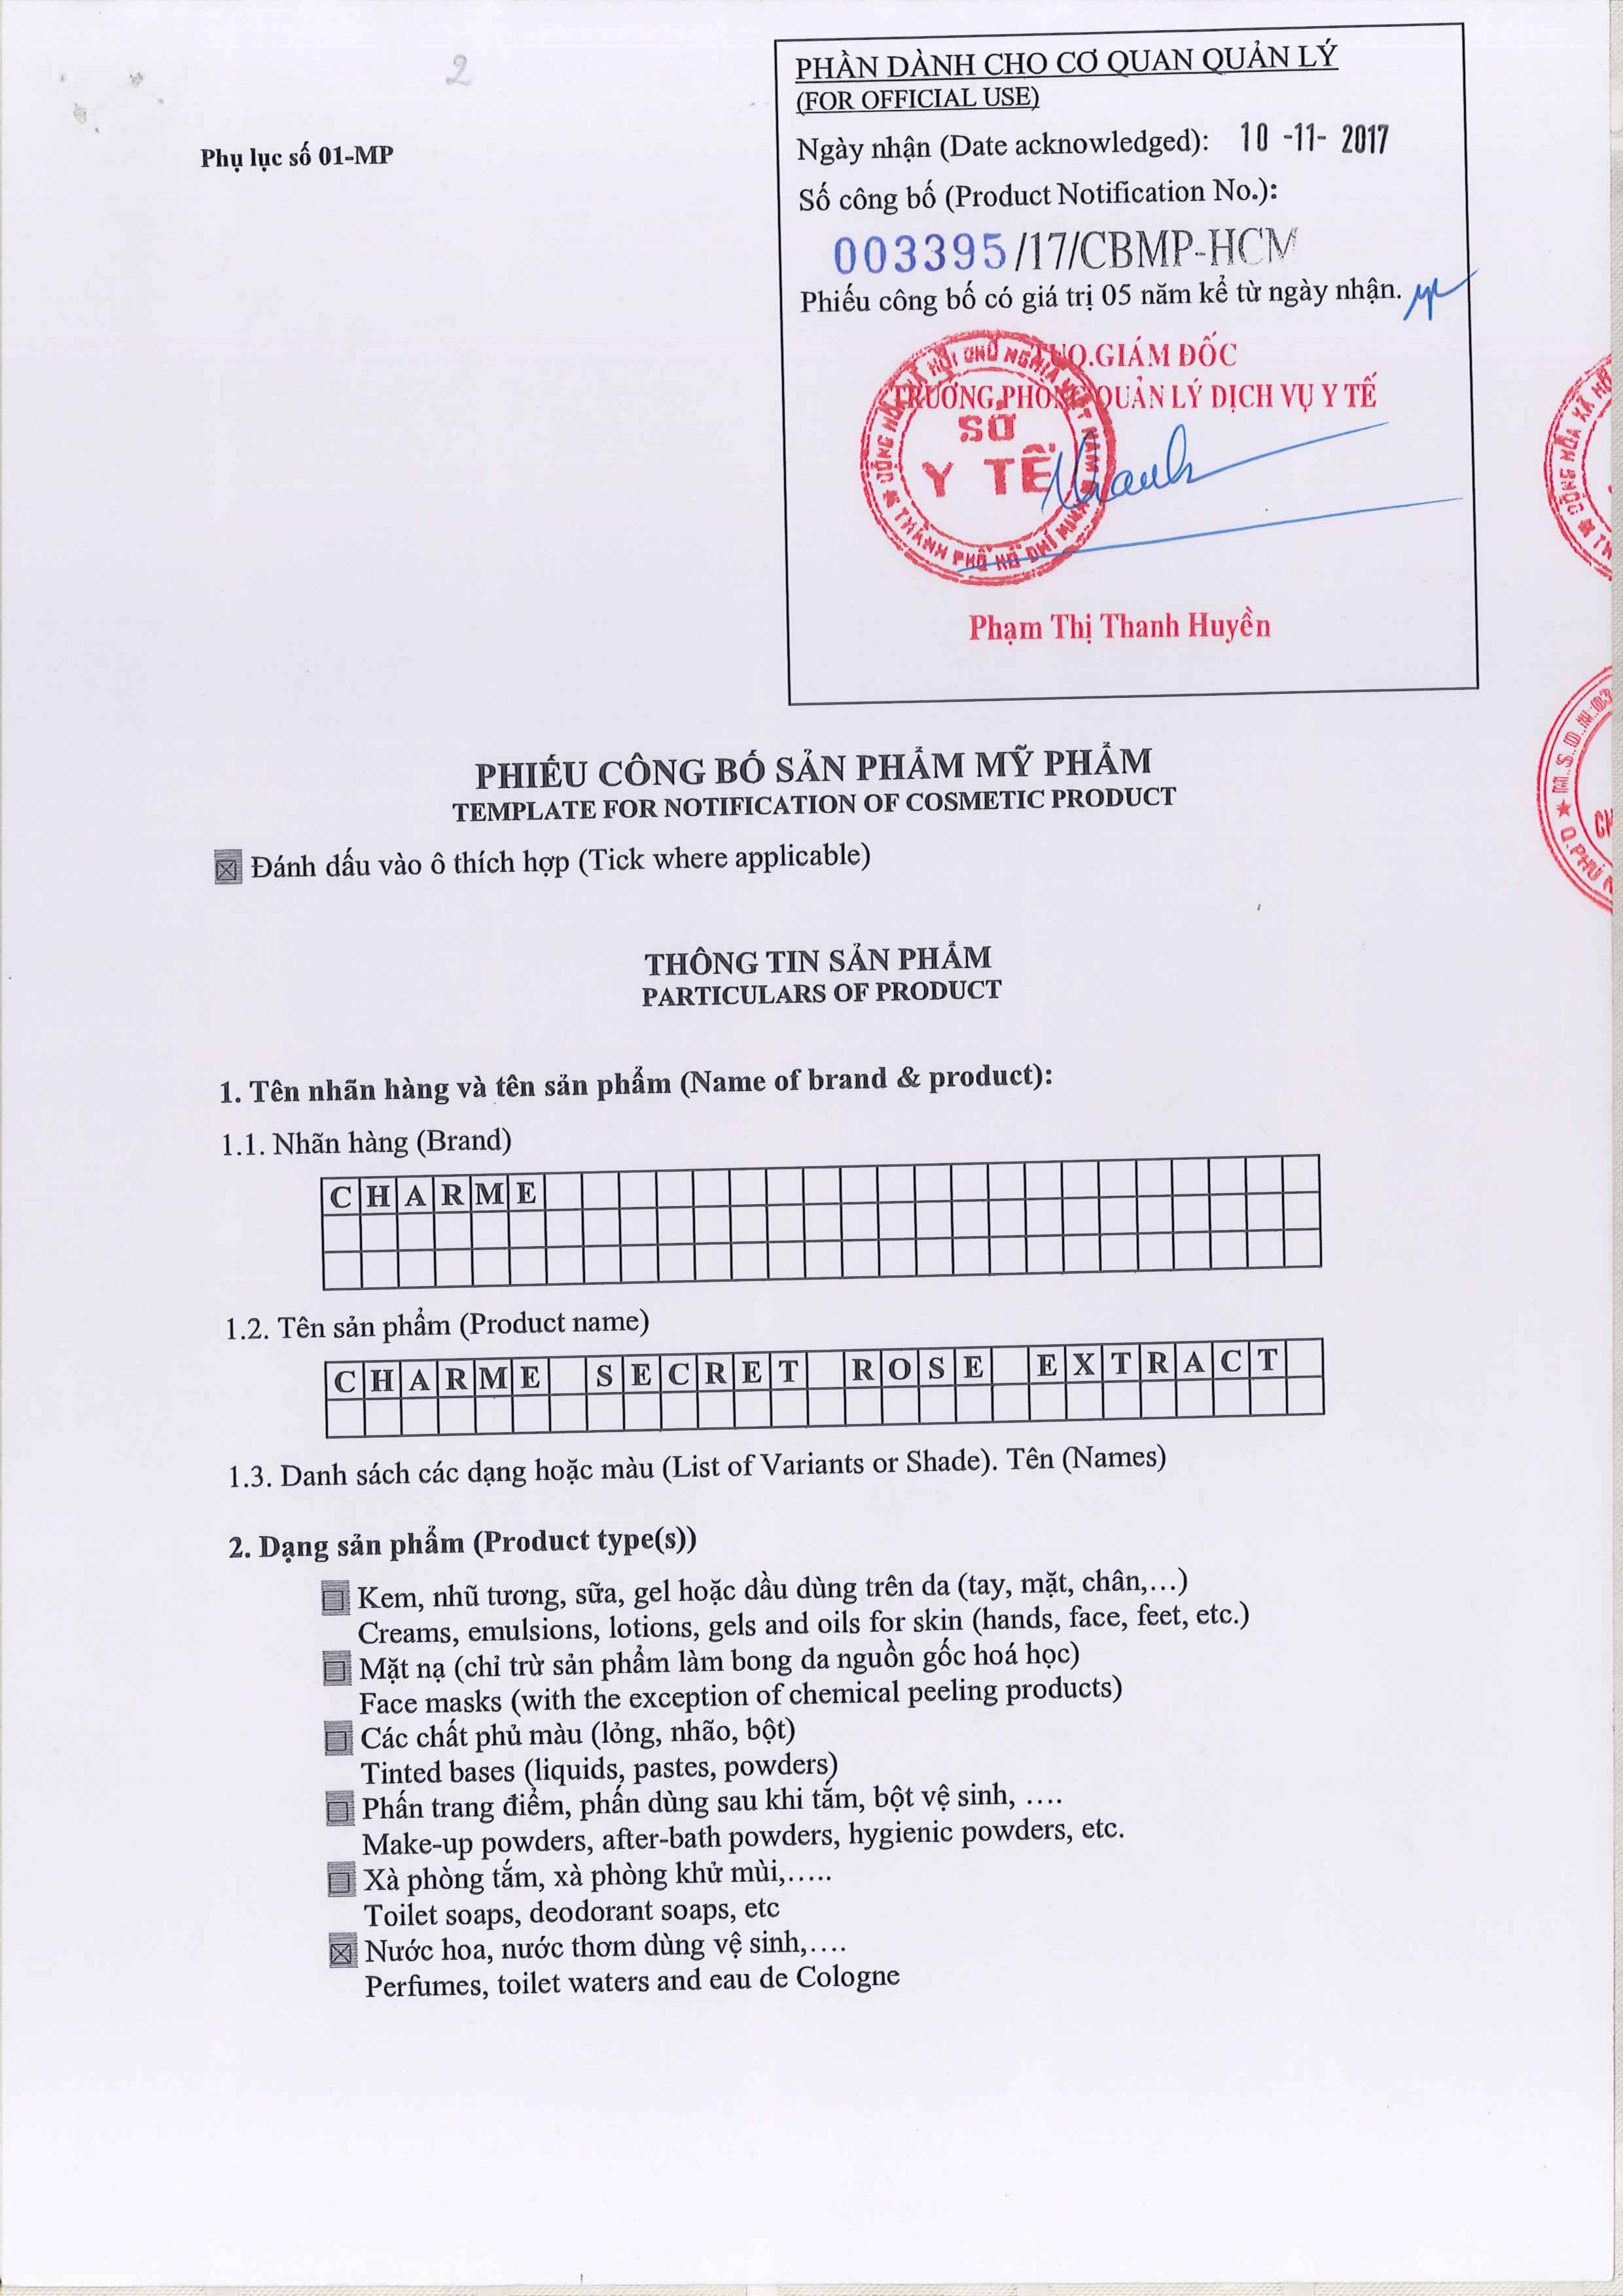 2
Phụ lục số 01-MP
PHẦN DÀNH CHO CƠ QUAN QUẢN LÝ
(FOR OFFICIAL USE)
Ngày nhận (Date acknowledged): 10 -11- 2017
Số công bố (Product Notification No.):
003395/17/CBMP-HCM
Phiếu công bố có giá trị 05 năm kể từ ngày nhận.
TUQ.GIÁM ĐỐC
TRƯỞNG PHÒNG QUẢN LÝ DỊCH VỤ Y TẾ
SỞ
Y TẾ
THÀNH PHỐ HỒ CHÍ MINH
Phạm Thị Thanh Huyền
PHIẾU CÔNG BỐ SẢN PHẨM MỸ PHẨM
TEMPLATE FOR NOTIFICATION OF COSMETIC PRODUCT
Đánh dấu vào ô thích hợp (Tick where applicable)
THÔNG TIN SẢN PHẨM
PARTICULARS OF PRODUCT
1. Tên nhãn hàng và tên sản phẩm (Name of brand & product):
1.1. Nhãn hàng (Brand)
CHARME
1.2. Tên sản phẩm (Product name)
CHARME SECRET ROSE EXTRACT
1.3. Danh sách các dạng hoặc màu (List of Variants or Shade). Tên (Names)
2. Dạng sản phẩm (Product type(s))
Kem, nhũ tương, sữa, gel hoặc dầu dùng trên da (tay, mặt, chân,…)
Creams, emulsions, lotions, gels and oils for skin (hands, face, feet, etc.)
Mặt nạ (chỉ trừ sản phẩm làm bong da nguồn gốc hoá học)
Face masks (with the exception of chemical peeling products)
Các chất phủ màu (lỏng, nhão, bột)
Tinted bases (liquids, pastes, powders)
Phấn trang điểm, phấn dùng sau khi tắm, bột vệ sinh, ….
Make-up powders, after-bath powders, hygienic powders, etc.
Xà phòng tắm, xà phòng khử mùi,…..
Toilet soaps, deodorant soaps, etc
Nước hoa, nước thơm dùng vệ sinh,….
Perfumes, toilet waters and eau de Cologne